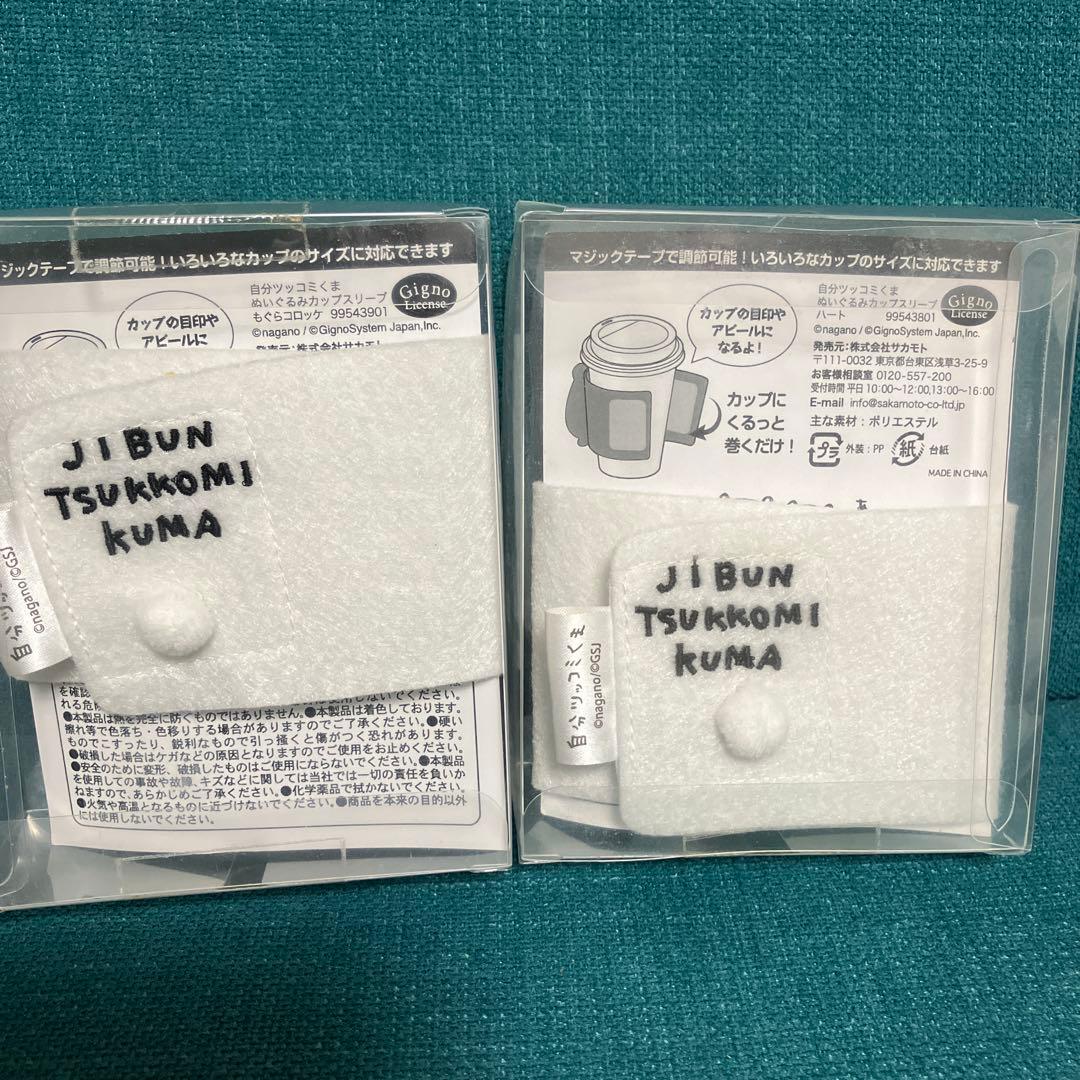 ジックテープで調節可能！いろいろなカップのサイズに対応できます
自分ツッコミくま
ぬいぐるみカップスリーブ
もぐらコロッケ 99543901
©nagano / ©GignoSystem Japan,Inc.
発売元：株式会社サカモト
Gigno
License
カップの目印や
アピールに
JIBUN
TSUKKOMI
KUMA
自分ツッコミ
©nagano/©GSJ
を確認
れる危険
しないでください。
●本製品は熱を完全に防ぐものではありません。●本製品は着色しております。
擦れ等で色落ち・色移りする場合がありますのでご了承ください。●硬い
ものでこすったり、鋭利なもので引っ掻くと傷がつく恐れがあります。
●破損した場合はケガなどの原因となりますのでご使用をお止めください。
●安全のために変形、破損したものはご使用にならないでください。●本製品
を使用しての事故や故障、キズなどに関しては当社では一切の責任を負いか
ねますので、あらかじめご了承ください。●化学薬品で拭かないでください。
●火気や高温となるものに近づけないでください。●商品を本来の目的以外
には使用しないでください。
マジックテープで調節可能！いろいろなカップのサイズに対応できます
カップの目印や
アピールに
なるよ！
自分ツッコミくま
ぬいぐるみカップスリーブ
ハート 99543801
©nagano / ©GignoSystem Japan,Inc.
Gigno
License
発売元：株式会社サカモト
〒111-0032 東京都台東区浅草3-25-9
お客様相談室 0120-557-200
受付時間 平日 10:00〜12:00,13:00〜16:00
E-mail info@sakamoto-co-ltd.jp
主な素材：ポリエステル
プラ 外装：PP 紙 台紙
MADE IN CHINA
カップに
くるっと
巻くだけ！
JIBUN
TSUKKOMI
KUMA
自分ツッコミくま
©nagano/©GSJ